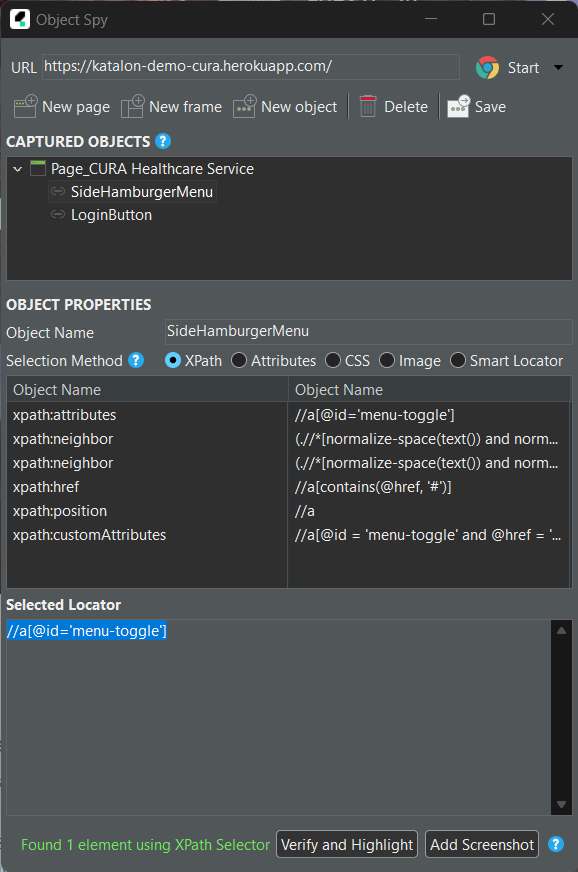 Object Spy
URL https://katalon-demo-cura.herokuapp.com/ Start
New page New frame New object Delete Save
CAPTURED OBJECTS ?
Page_CURA Healthcare Service
SideHamburgerMenu
LoginButton
OBJECT PROPERTIES
Object Name SideHamburgerMenu
Selection Method ? XPath Attributes CSS Image Smart Locator
Object Name Object Name
xpath:attributes //a[@id='menu-toggle']
xpath:neighbor (.//*[normalize-space(text()) and norm...
xpath:neighbor (.//*[normalize-space(text()) and norm...
xpath:href //a[contains(@href, '#')]
xpath:position //a
xpath:customAttributes //a[@id = 'menu-toggle' and @href = '...
Selected Locator
//a[@id='menu-toggle']
Found 1 element using XPath Selector Verify and Highlight Add Screenshot ?